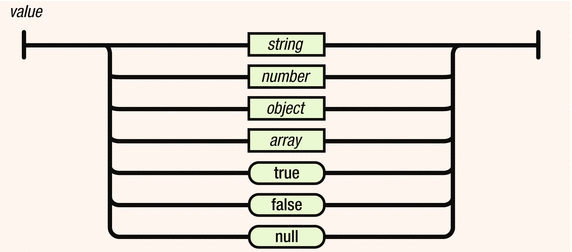 value
string
number
object
array
true
false
null